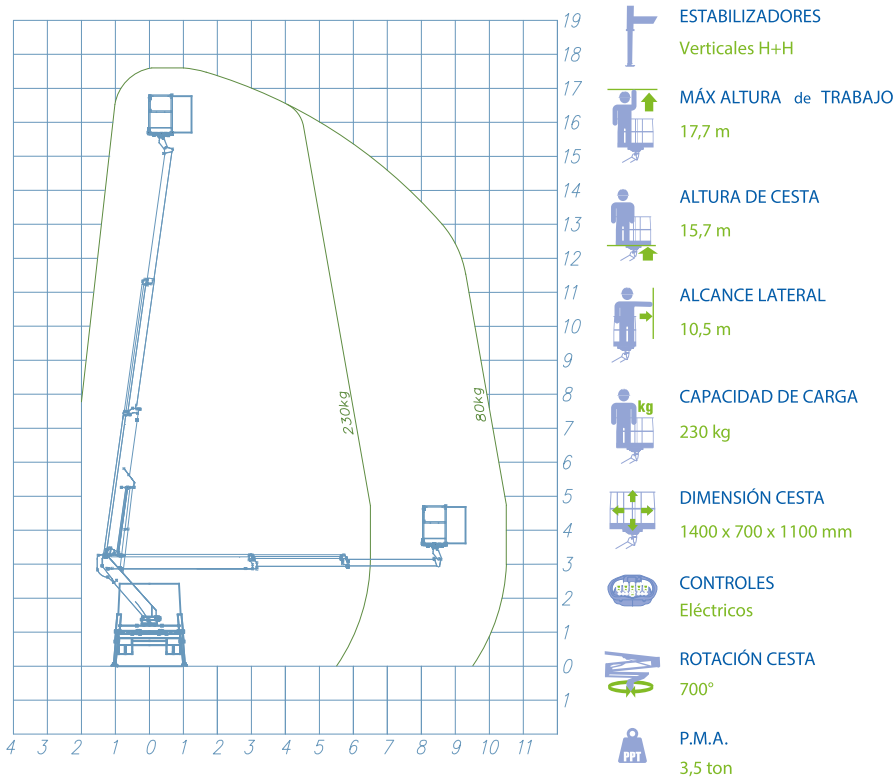 19
18
17
16
15
14
13
12
11
10
9
8
7
6
5
4
3
2
1
0
1
4 3 2 1 0 1 2 3 4 5 6 7 8 9 10 11
230kg
80kg
ESTABILIZADORES
Verticales H+H
MÁX ALTURA de TRABAJO
17,7 m
ALTURA DE CESTA
15,7 m
ALCANCE LATERAL
10,5 m
kg
CAPACIDAD DE CARGA
230 kg
DIMENSIÓN CESTA
1400 x 700 x 1100 mm
CONTROLES
Eléctricos
ROTACIÓN CESTA
700°
PPT
P.M.A.
3,5 ton